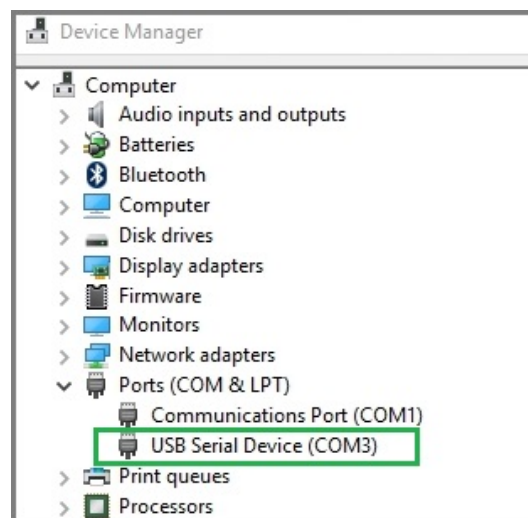 Device Manager
Computer
Audio inputs and outputs
Batteries
Bluetooth
Computer
Disk drives
Display adapters
Firmware
Monitors
Network adapters
Ports (COM & LPT)
Communications Port (COM1)
USB Serial Device (COM3)
Print queues
Processors